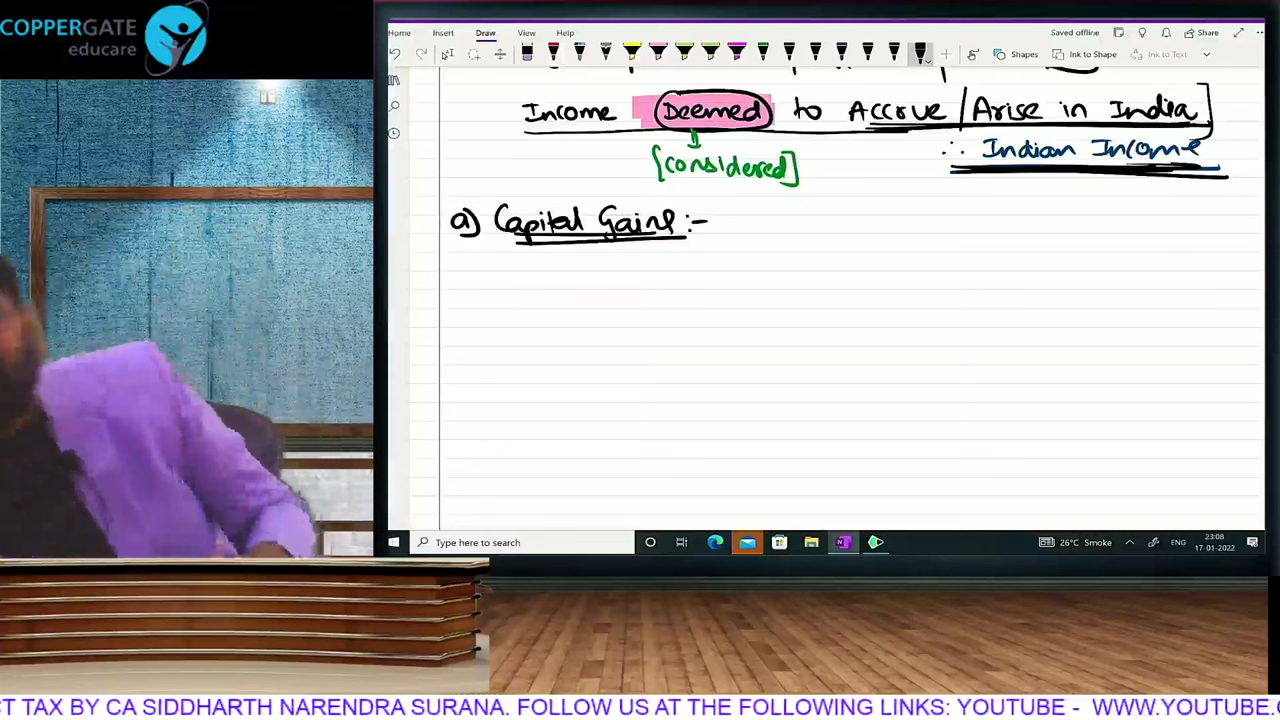 COPPERGATE
educare
Home Insert Draw View Help
Saved offline
Share
Shapes
Ink to Shape
Ink to Text
Income Deemed to Accrue / Arise in India]
[considered]
∴ Indian Income
a) Capital Gains :-
Type here to search
26°C Smoke
ENG
23:08
17-01-2022
CT TAX BY CA SIDDHARTH NARENDRA SURANA. FOLLOW US AT THE FOLLOWING LINKS: YOUTUBE - WWW.YOUTUBE.C